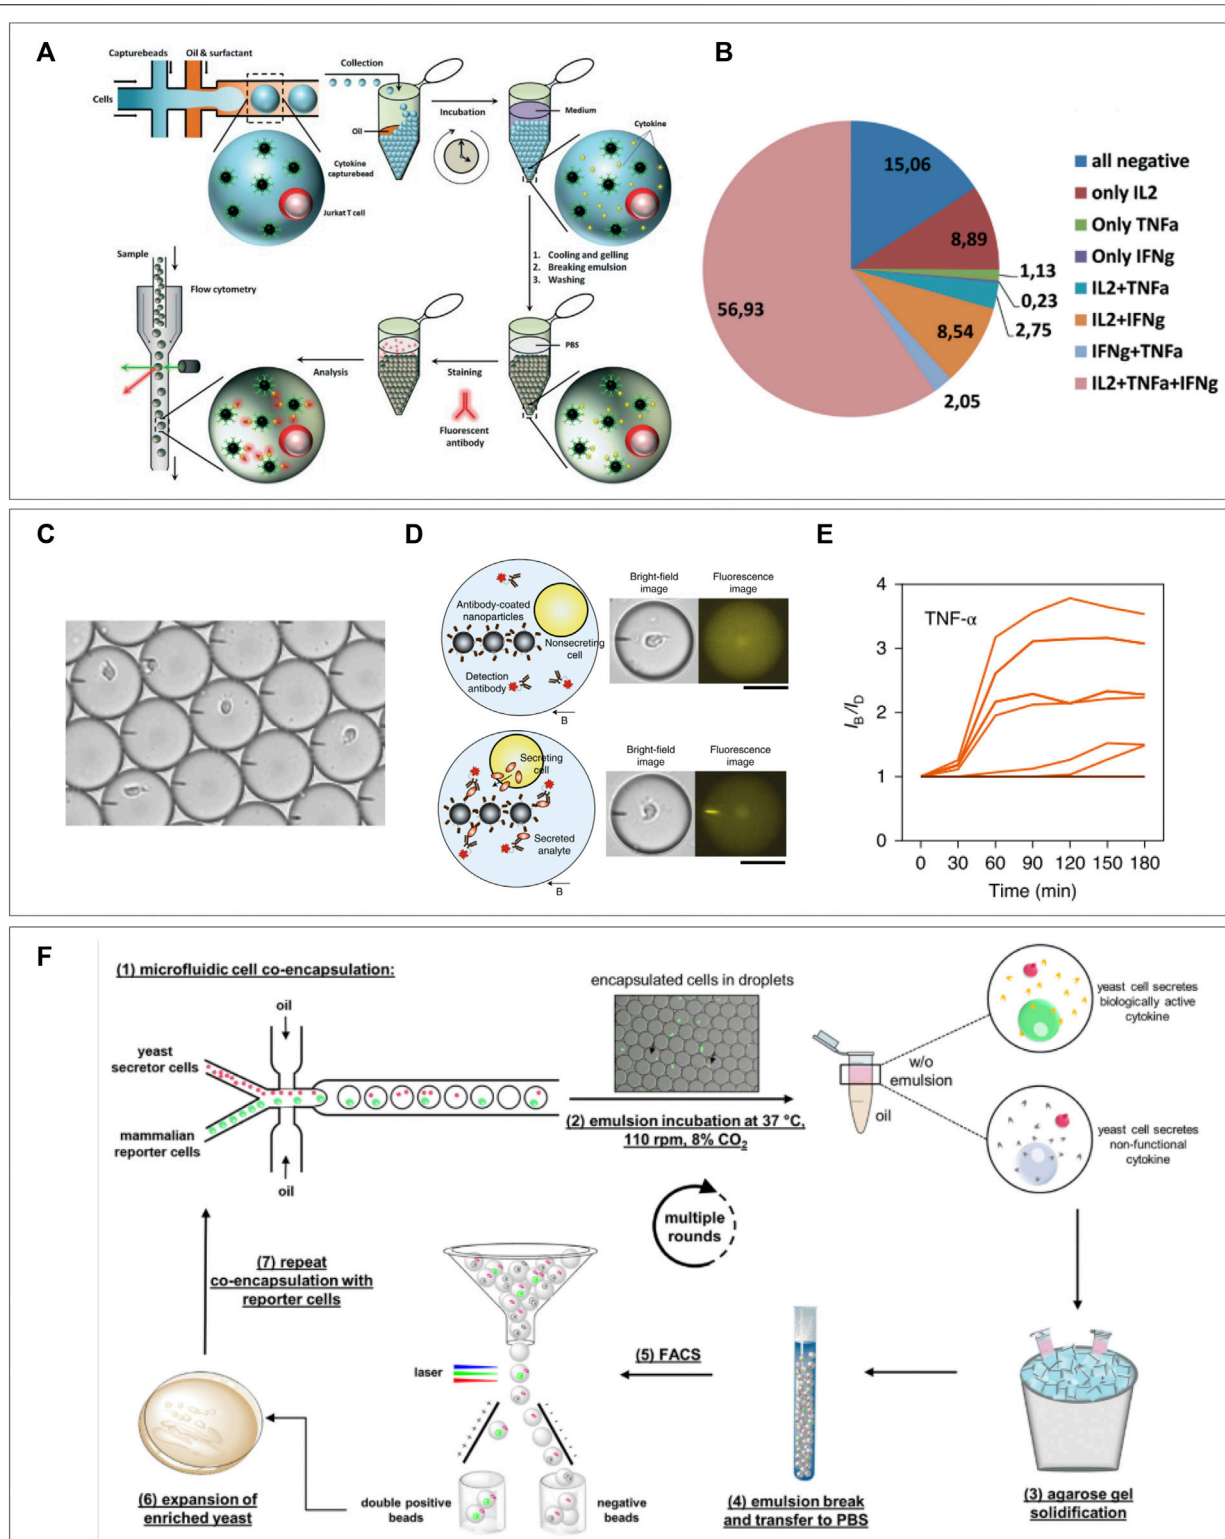 A
Capturebeads
Oil & surfactant
Cells
Collection
Oil
Incubation
Medium
Cytokine
Cytokine
capturebead
Jurkat T cell
1. Cooling and gelling
2. Breaking emulsion
3. Washing
Sample
Flow cytometry
PBS
Analysis
Staining
Fluorescent
antibody
B
15,06
8,89
1,13
0,23
2,75
8,54
2,05
56,93
all negative
only IL2
Only TNFa
Only IFNg
IL2+TNFa
IL2+IFNg
IFNg+TNFa
IL2+TNFa+IFNg
C
D
Antibody-coated
nanoparticles
Nonsecreting
cell
Detection
antibody
B
Bright-field
image
Fluorescence
image
Secreting
cell
Secreted
analyte
B
Bright-field
image
Fluorescence
image
E
TNF-α
4
3
2
1
0
IB/ID
0 30 60 90 120 150 180
Time (min)
F
(1) microfluidic cell co-encapsulation:
oil
yeast
secretor cells
mammalian
reporter cells
oil
encapsulated cells in droplets
(2) emulsion incubation at 37 °C,
110 rpm, 8% CO2
w/o
emulsion
oil
yeast cell secretes
biologically active
cytokine
yeast cell secretes
non-functional
cytokine
multiple
rounds
(7) repeat
co-encapsulation with
reporter cells
laser
(5) FACS
(6) expansion of
enriched yeast
double positive
beads
negative
beads
(4) emulsion break
and transfer to PBS
(3) agarose gel
solidification